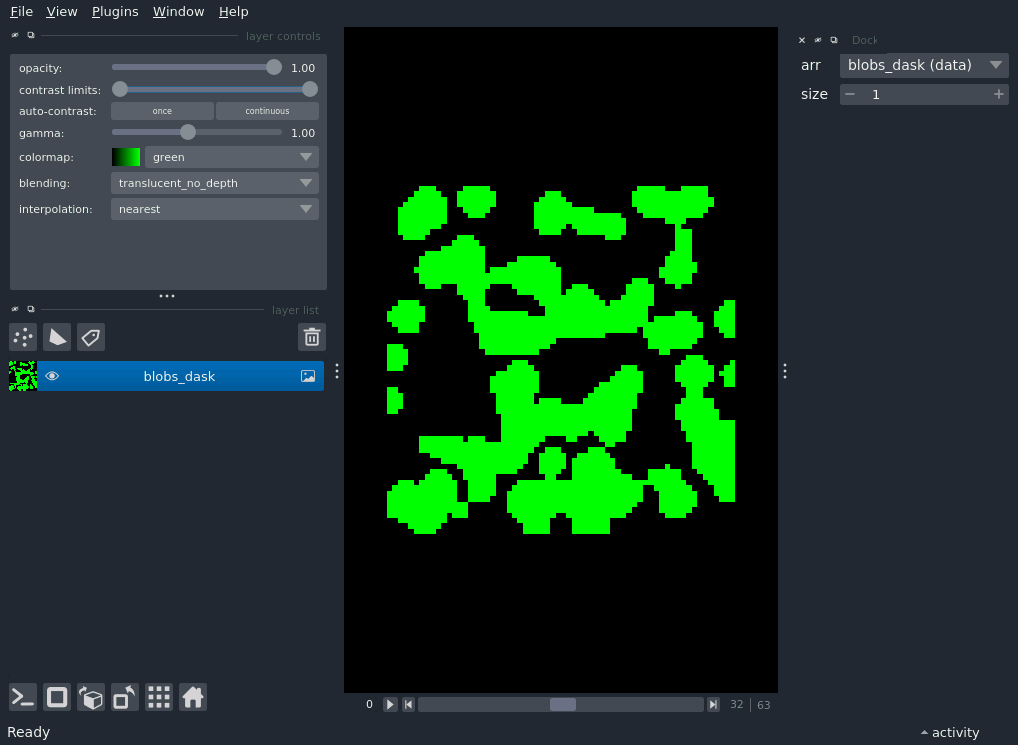 File View Plugins Window Help
layer controls
opacity: 1.00
contrast limits:
auto-contrast: once continuous
gamma: 1.00
colormap: green
blending: translucent_no_depth
interpolation: nearest
layer list
blobs_dask
Dock
arr blobs_dask (data)
size 1
0 32 63
Ready
activity